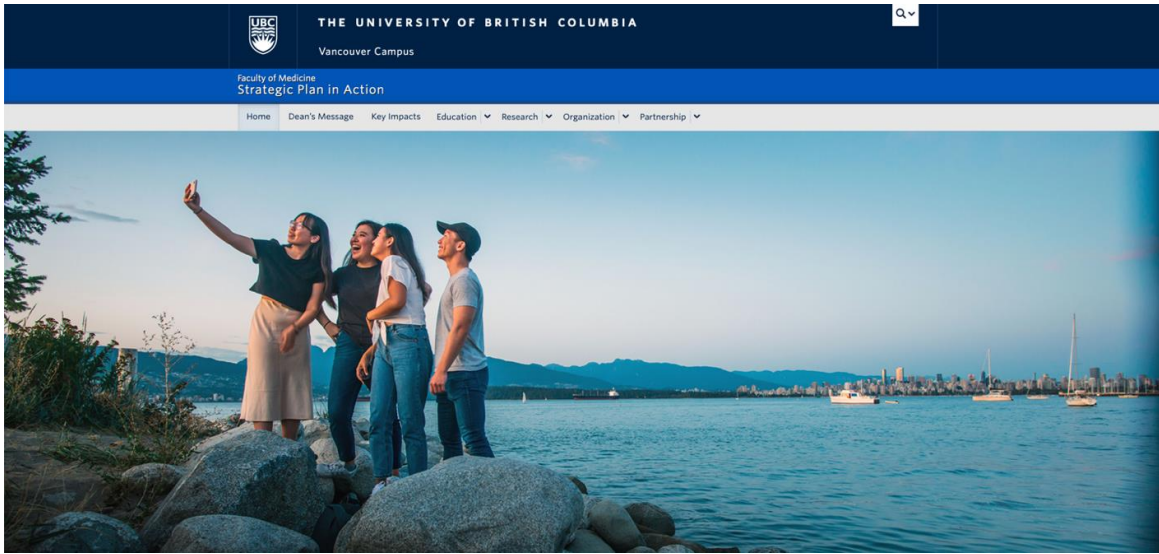 UBC
THE UNIVERSITY OF BRITISH COLUMBIA
Vancouver Campus
Faculty of Medicine
Strategic Plan in Action
Home Dean's Message Key Impacts Education Research Organization Partnership